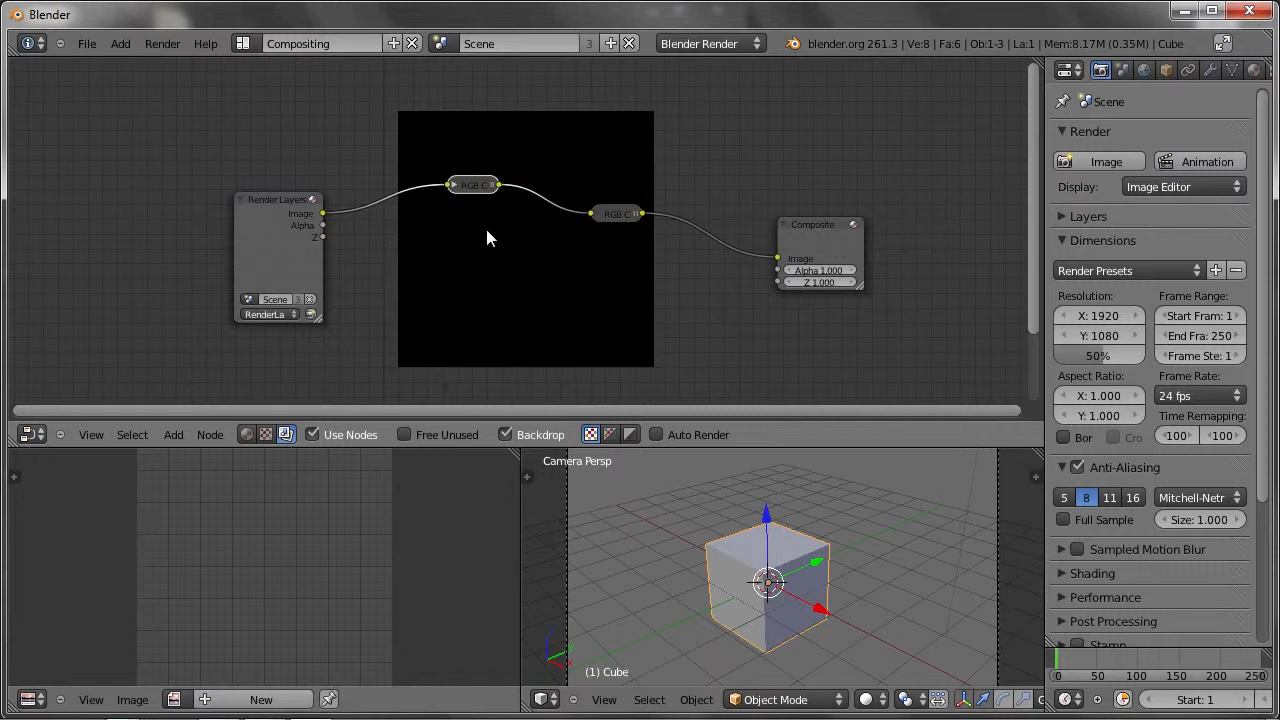 Blender
File Add Render Help Compositing Scene 3 Blender Render blender.org 261.3 | Ve:8 | Fa:6 | Ob:1-3 | La:1 | Mem:8.17M (0.35M) | Cube
Scene
Render
Image Animation
Display: Image Editor
Layers
Dimensions
Render Presets
Resolution: Frame Range:
X: 1920 Start Fram: 1
Y: 1080 End Fra: 250
50% Frame Ste: 1
Aspect Ratio: Frame Rate:
X: 1.000 24 fps
Y: 1.000 Time Remapping:
Bor Cro 100 100
Anti-Aliasing
5 8 11 16 Mitchell-Netr
Full Sample Size: 1.000
Sampled Motion Blur
Shading
Performance
Post Processing
Stamp
Render Layers
Image
Alpha
Z
Scene 3
RenderLa
RGB C
RGB C
Composite
Image
Alpha 1.000
Z 1.000
View Select Add Node Use Nodes Free Unused Backdrop Auto Render
Camera Persp
(1) Cube
View Image New
View Select Object Object Mode
0 50 100 150 200 250
Start: 1